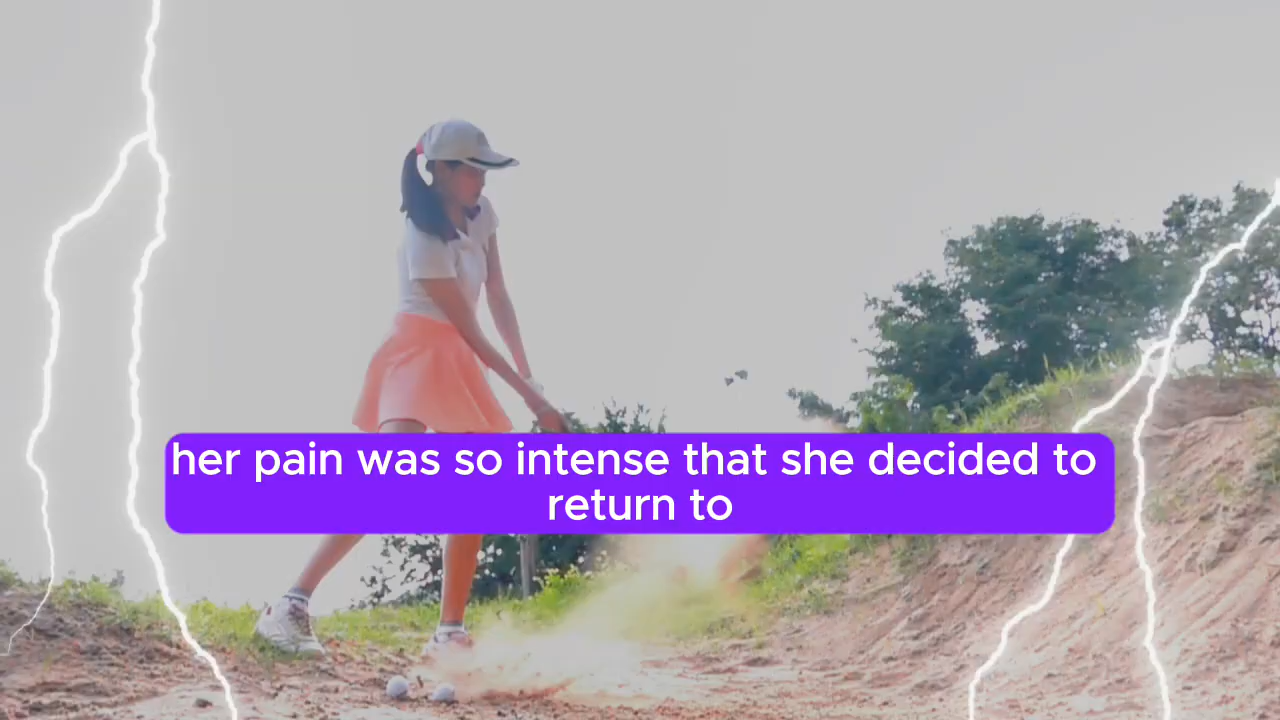 her pain was so intense that she decided to
return to